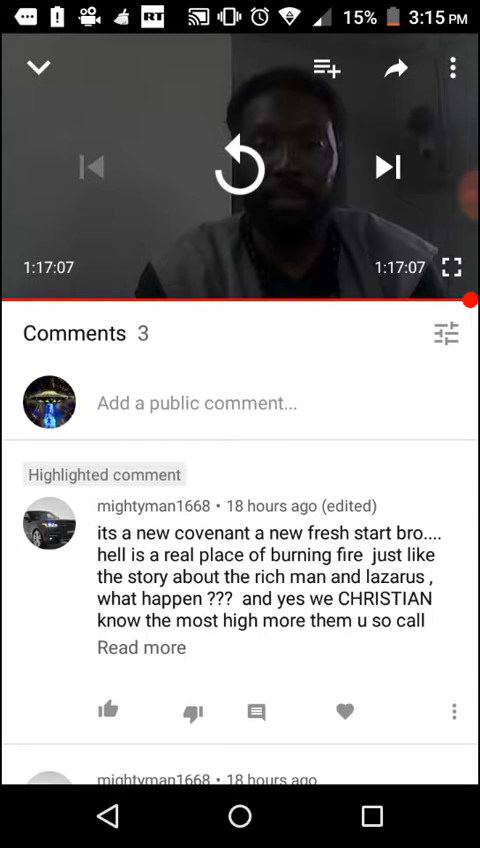 RT 15% 3:15 PM
1:17:07 1:17:07
Comments 3
Add a public comment...
Highlighted comment
mightyman1668 • 18 hours ago (edited)
its a new covenant a new fresh start bro....
hell is a real place of burning fire just like
the story about the rich man and lazarus ,
what happen ??? and yes we CHRISTIAN
know the most high more them u so call
Read more
mightyman1668 • 18 hours ago